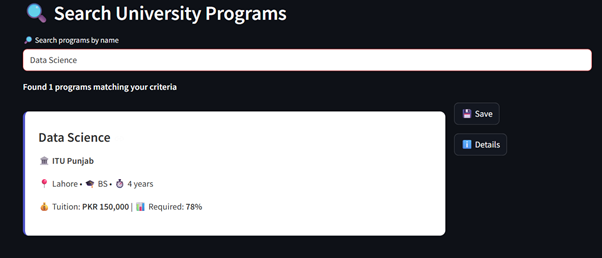 🔍 Search University Programs
🔎 Search programs by name
Data Science
Found 1 programs matching your criteria
💾 Save
Data Science
ℹ️ Details
🏛️ ITU Punjab
📍 Lahore • 🎓 BS • ⏱️ 4 years
💰 Tuition: PKR 150,000 | 📊 Required: 78%